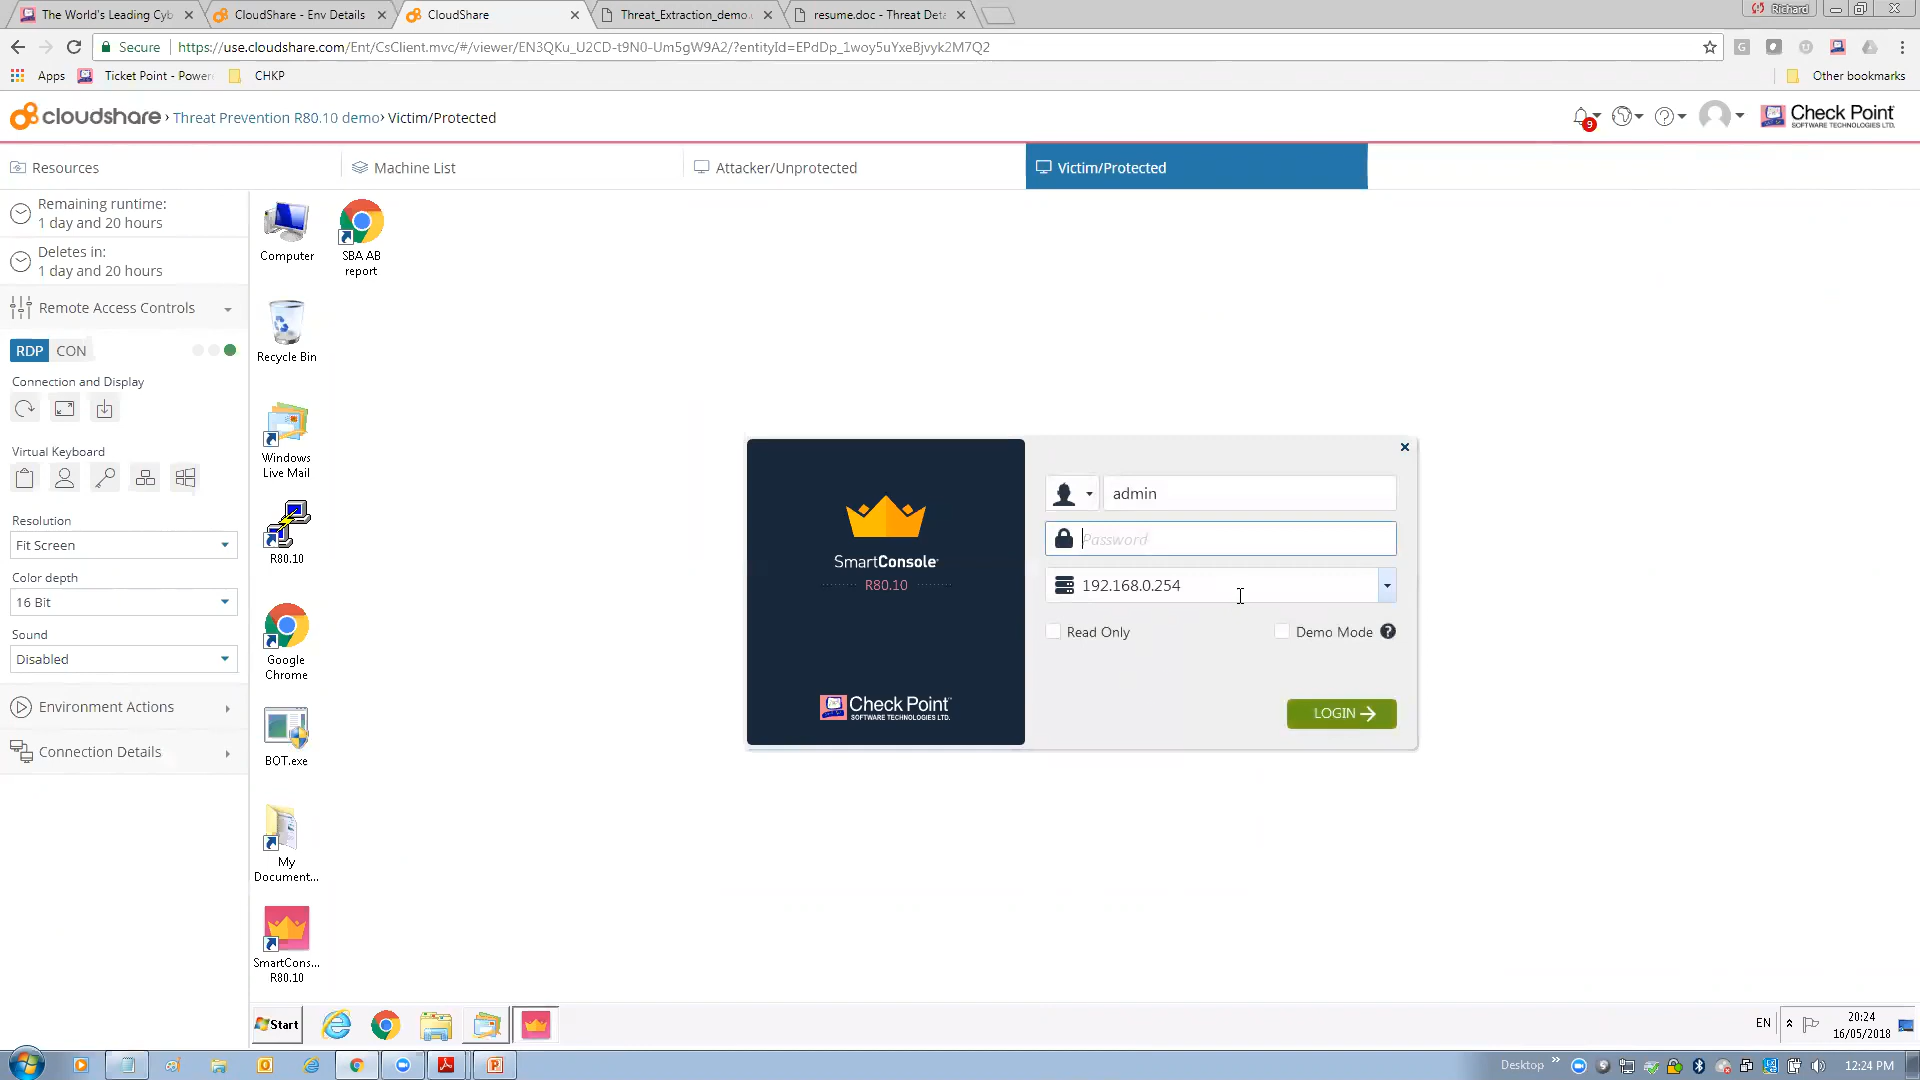 The World's Leading Cyb
CloudShare - Env Details
CloudShare
Threat_Extraction_demo.
resume.doc - Threat Deta
Richard
Secure
https://use.cloudshare.com/Ent/CsClient.mvc/#/viewer/EN3QKu_U2CD-t9N0-Um5gW9A2/?entityId=EPdDp_1woy5uYxeBjvyk2M7Q2
Apps
Ticket Point - Power
CHKP
Other bookmarks
cloudshare › Threat Prevention R80.10 demo› Victim/Protected
9
Check Point
SOFTWARE TECHNOLOGIES LTD.
Resources
Machine List
Attacker/Unprotected
Victim/Protected
Remaining runtime:
1 day and 20 hours
Deletes in:
1 day and 20 hours
Remote Access Controls
RDP
CON
Connection and Display
Virtual Keyboard
Resolution
Fit Screen
Color depth
16 Bit
Sound
Disabled
Environment Actions
Connection Details
Computer
SBA AB
report
Recycle Bin
Windows
Live Mail
R80.10
Google
Chrome
BOT.exe
My
Document...
SmartCons...
R80.10
SmartConsole
R80.10
Check Point
SOFTWARE TECHNOLOGIES LTD.
admin
Password
192.168.0.254
Read Only
Demo Mode
LOGIN
Start
EN
20:24
16/05/2018
Desktop
12:24 PM